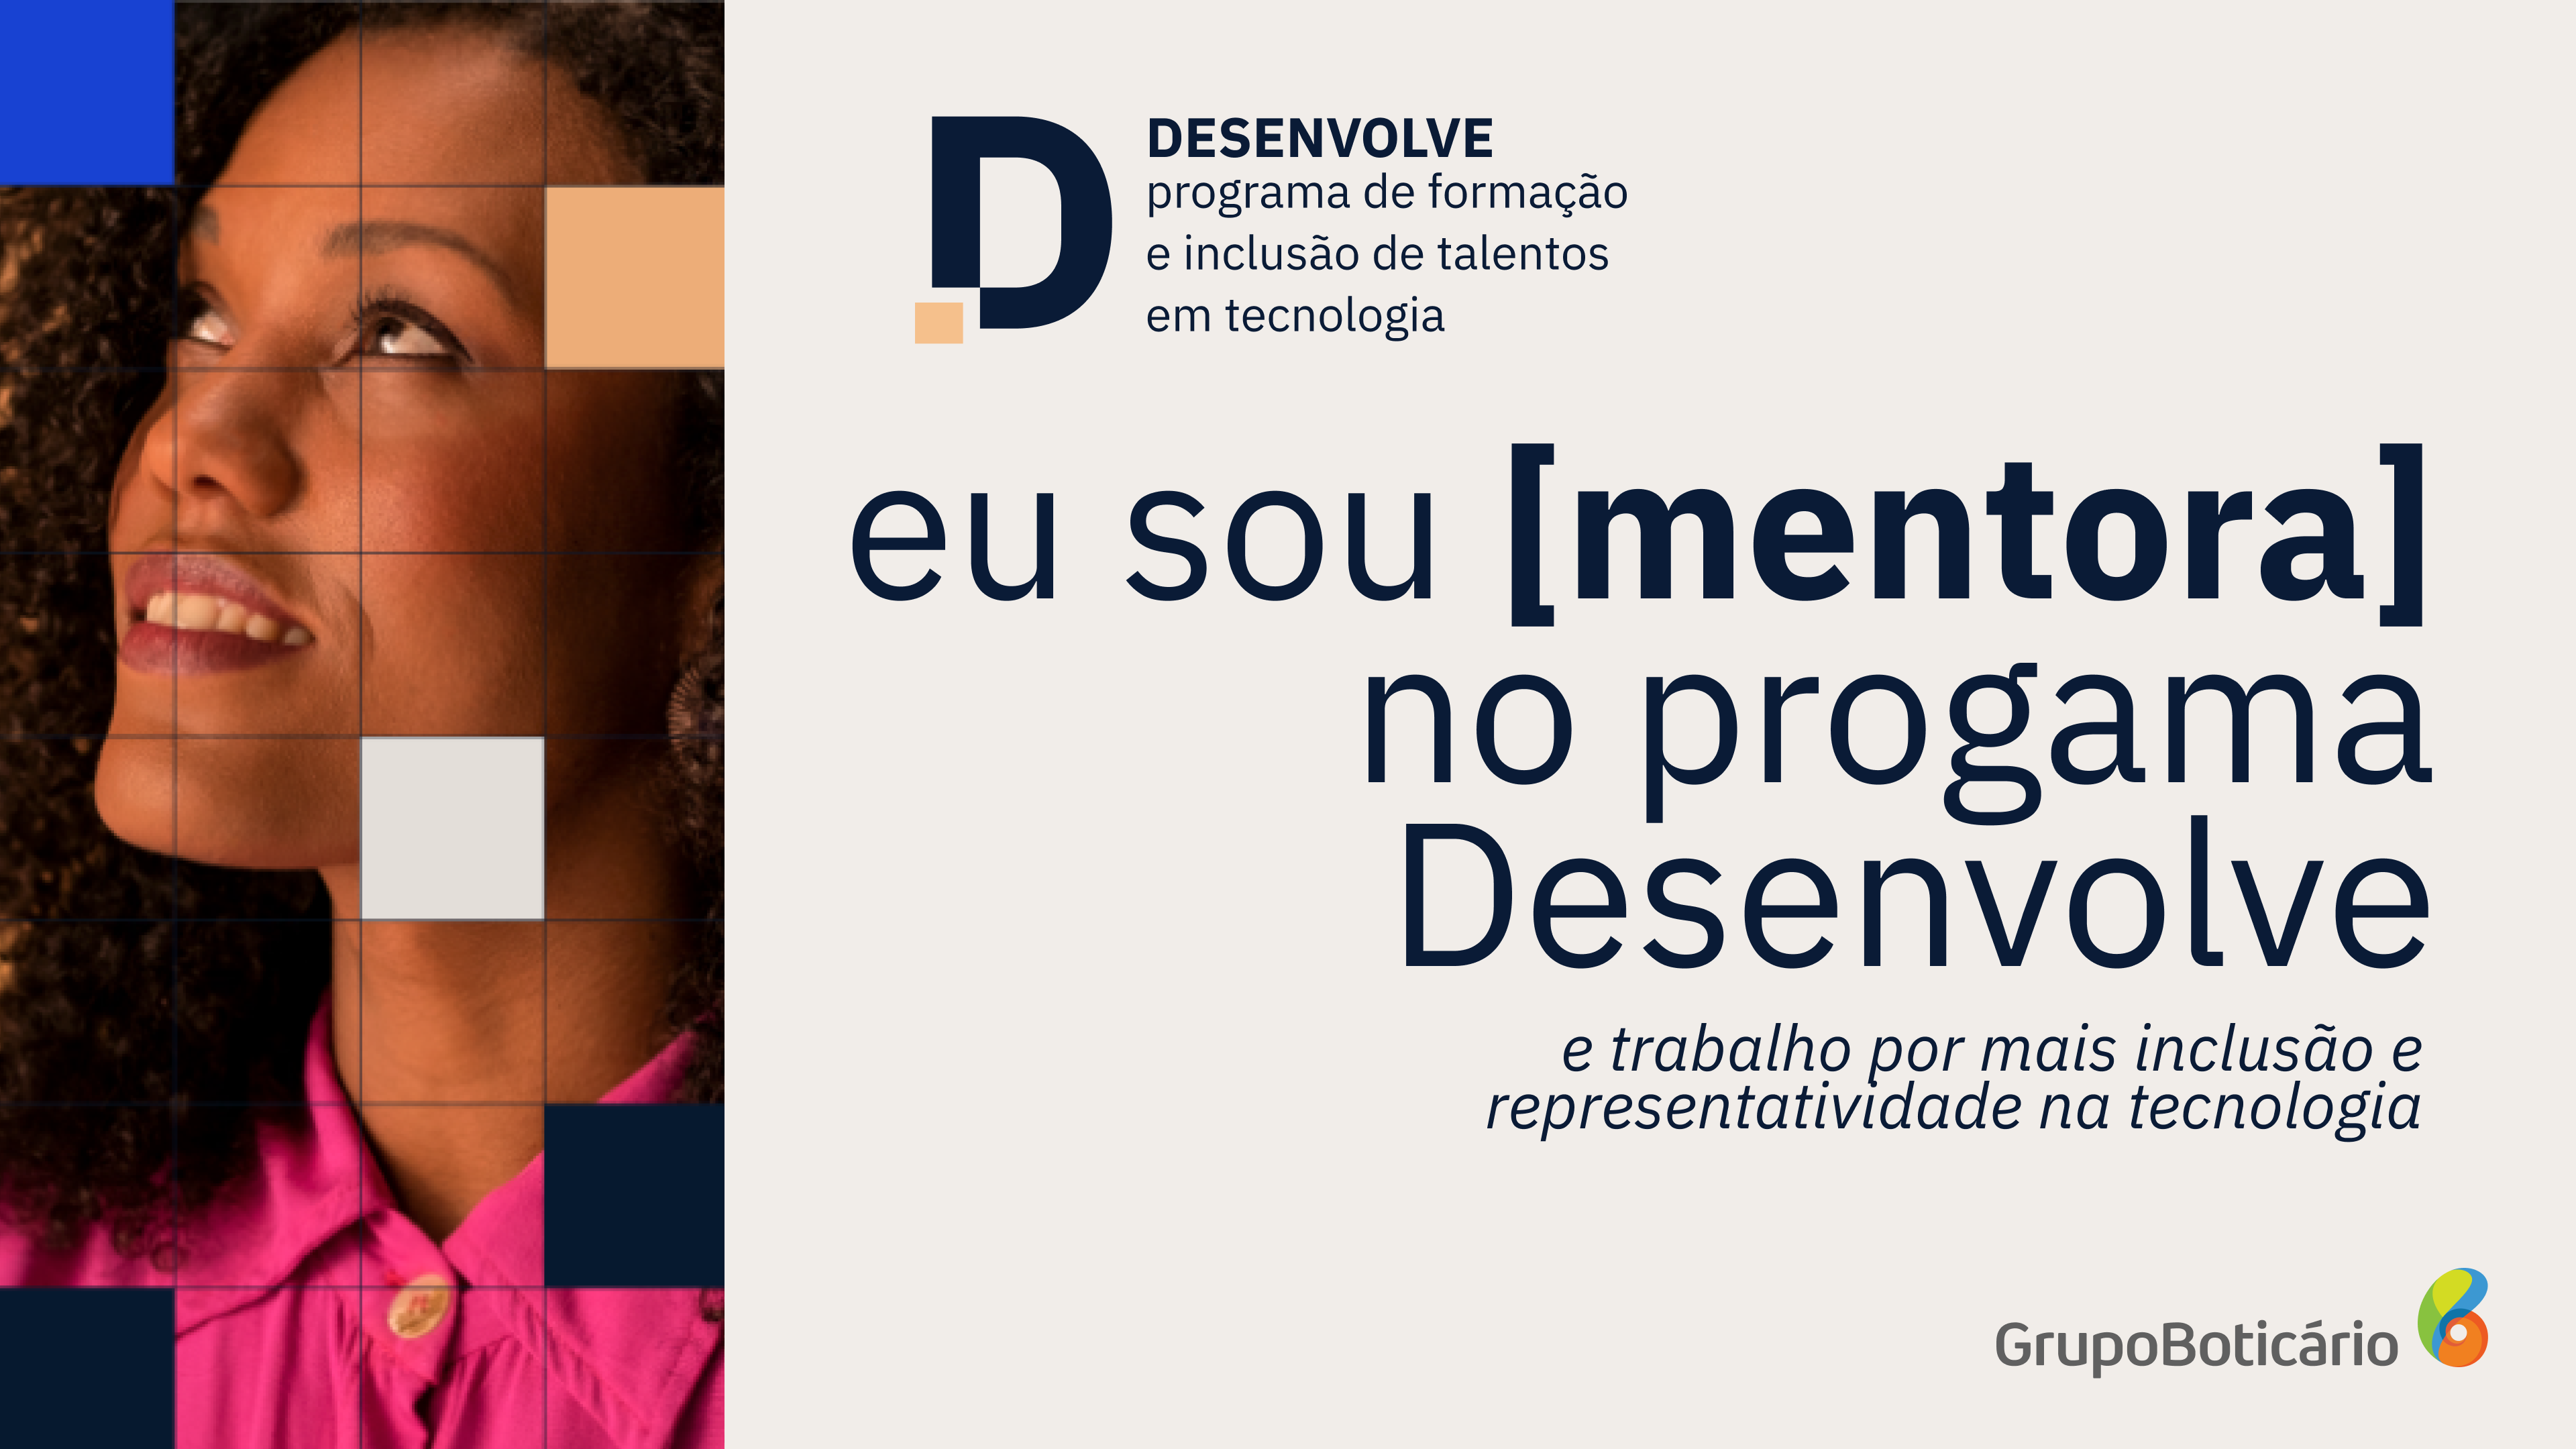 DESENVOLVE
programa de formação
e inclusão de talentos
em tecnologia
eu sou [mentora]
no progama
Desenvolve
e trabalho por mais inclusão e
representatividade na tecnologia
GrupoBoticário